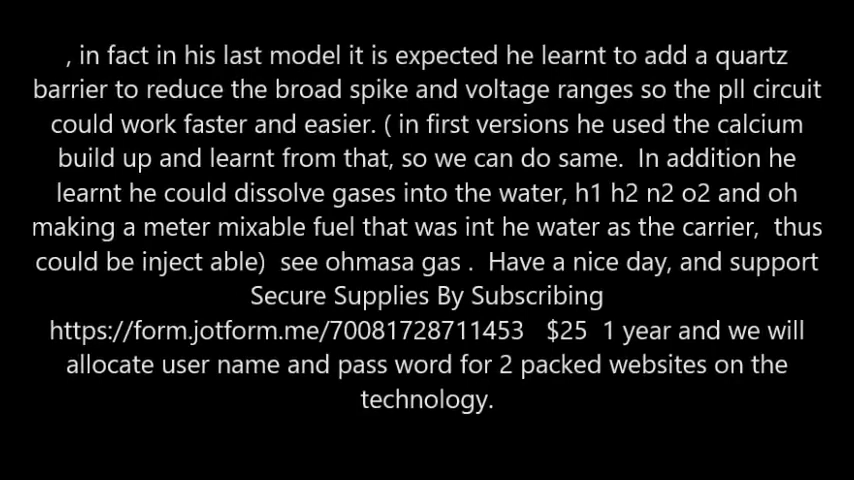 , in fact in his last model it is expected he learnt to add a quartz
barrier to reduce the broad spike and voltage ranges so the pll circuit
could work faster and easier. ( in first versions he used the calcium
build up and learnt from that, so we can do same.  In addition he
learnt he could dissolve gases into the water, h1 h2 n2 o2 and oh
making a meter mixable fuel that was int he water as the carrier,  thus
could be inject able)  see ohmasa gas .  Have a nice day, and support
Secure Supplies By Subscribing
https://form.jotform.me/70081728711453   $25  1 year and we will
allocate user name and pass word for 2 packed websites on the
technology.